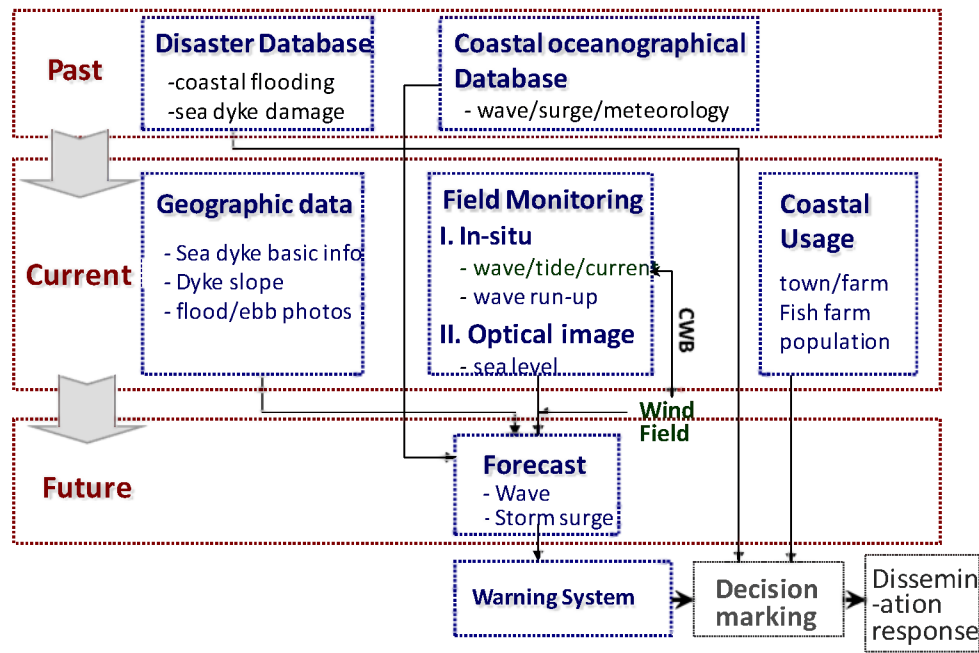 Past
Disaster Database
-coastal flooding
-sea dyke damage
Coastal oceanographical
Database
- wave/surge/meteorology
Current
Geographic data
- Sea dyke basic info
- Dyke slope
- flood/ebb photos
Field Monitoring
I. In-situ
- wave/tide/current
- wave run-up
II. Optical image
- sea level
CWB
Coastal
Usage
town/farm
Fish farm
population
Wind
Field
Future
Forecast
- Wave
- Storm surge
Warning System
Decision
marking
Dissemin
-ation
response